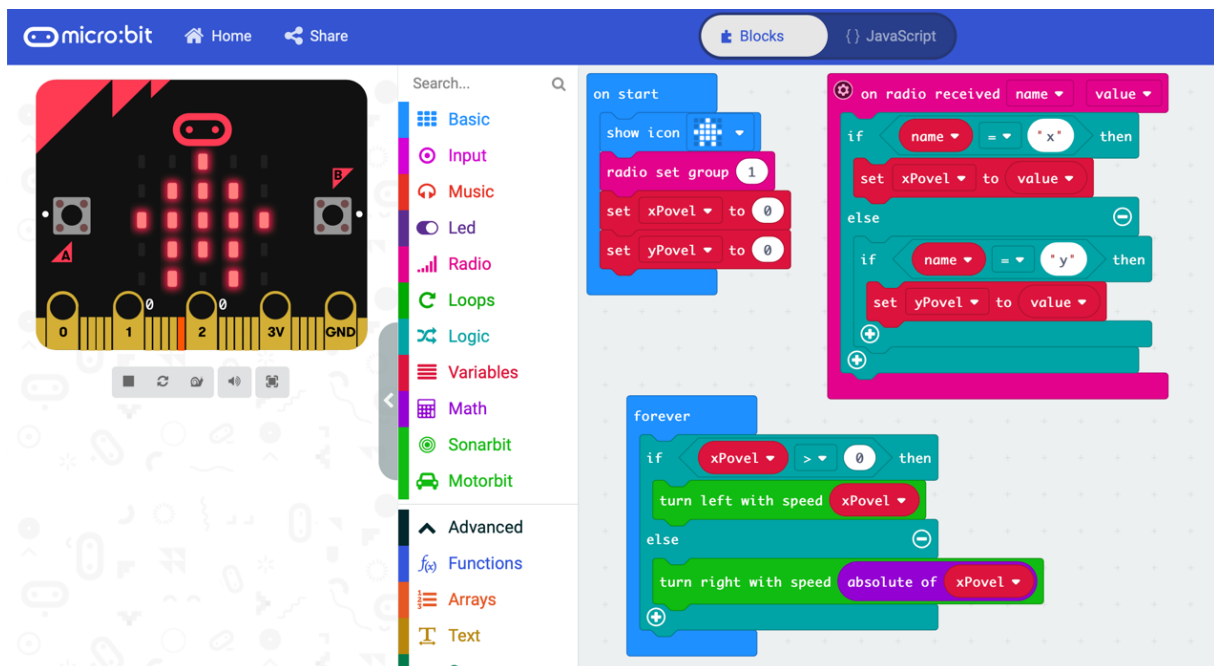 micro:bit Home Share Blocks {} JavaScript
B
A
0 0
0 1 2 3V GND
Search...
Basic
Input
Music
Led
Radio
Loops
Logic
Variables
Math
Sonarbit
Motorbit
Advanced
f(x) Functions
Arrays
T Text
on start
show icon
radio set group 1
set xPovel to 0
set yPovel to 0
on radio received name value
if name = "x" then
set xPovel to value
else
if name = "y" then
set yPovel to value
forever
if xPovel > 0 then
turn left with speed xPovel
else
turn right with speed absolute of xPovel